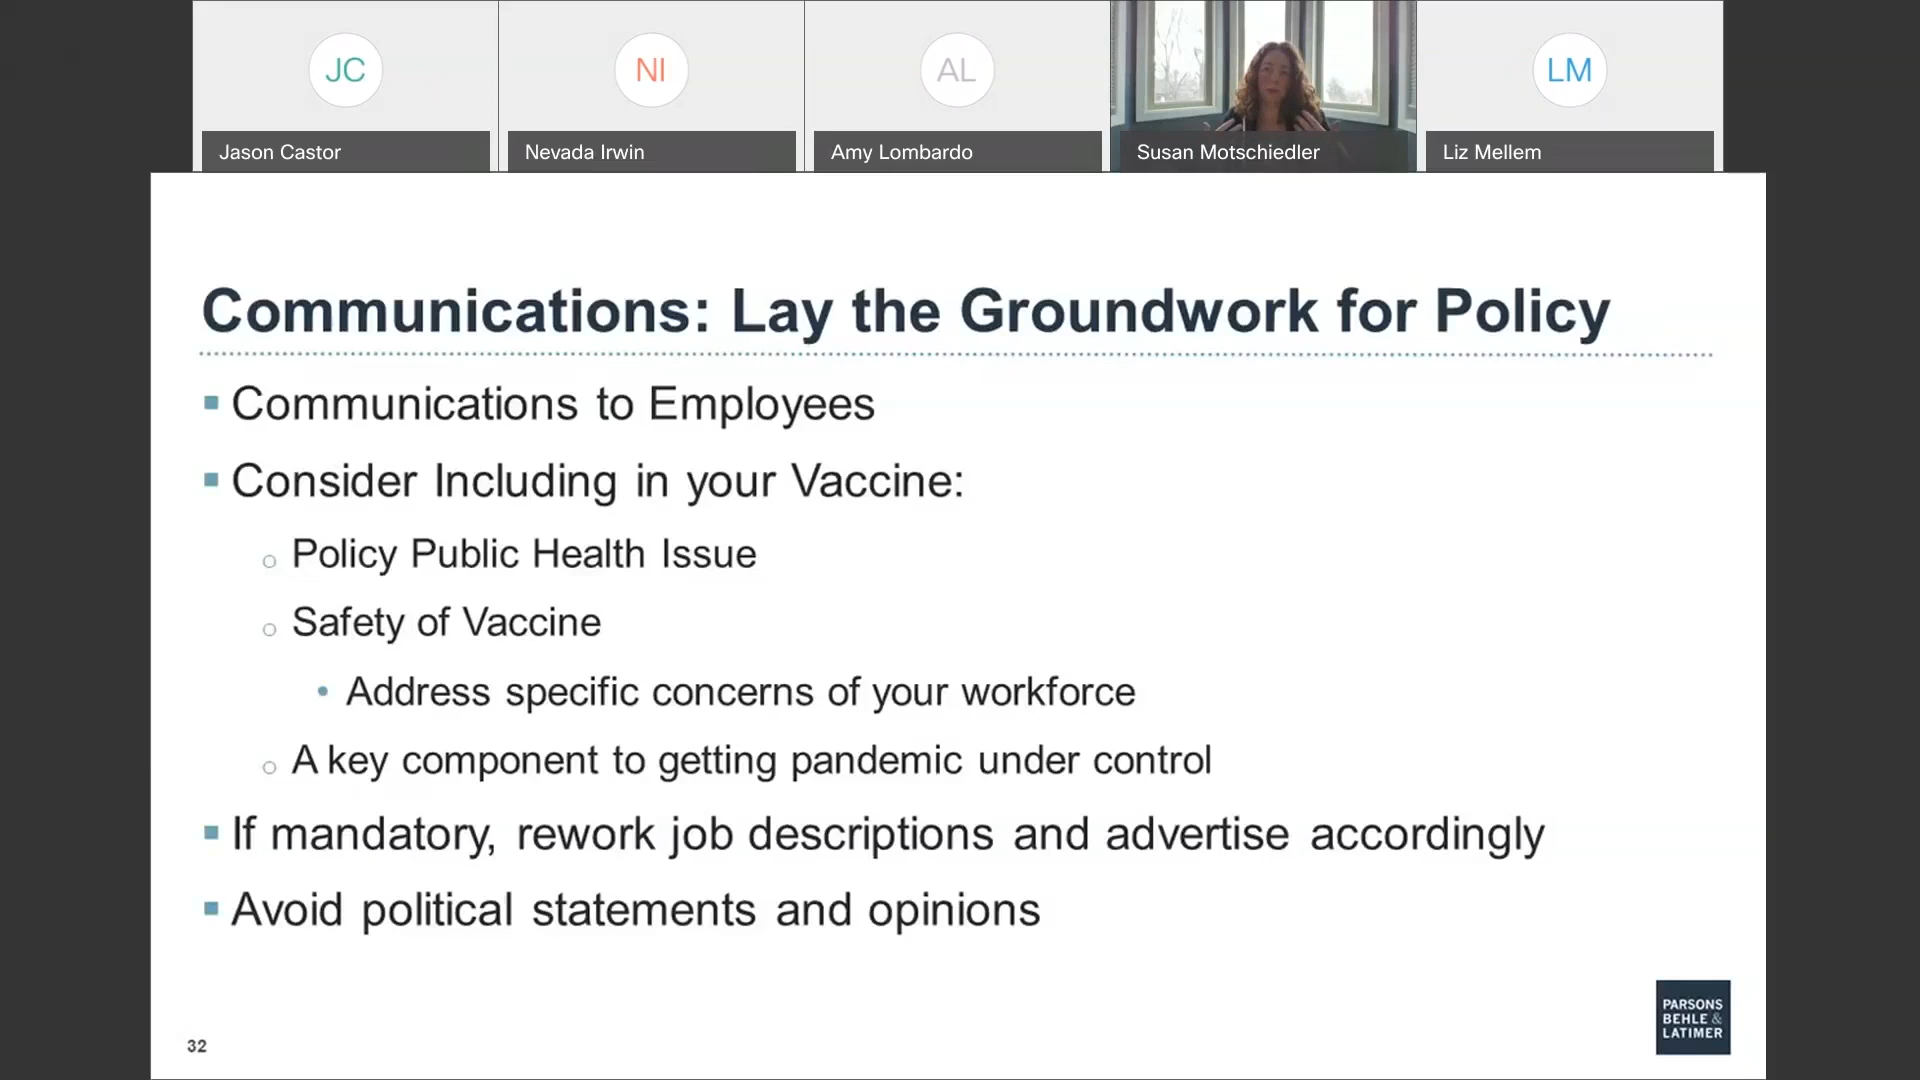 JC
NI
AL
LM
Jason Castor
Nevada Irwin
Amy Lombardo
Susan Motschiedler
Liz Mellem
Communications: Lay the Groundwork for Policy
Communications to Employees
Consider Including in your Vaccine:
Policy Public Health Issue
Safety of Vaccine
Address specific concerns of your workforce
A key component to getting pandemic under control
If mandatory, rework job descriptions and advertise accordingly
Avoid political statements and opinions
PARSONS
BEHLE &
LATIMER
32